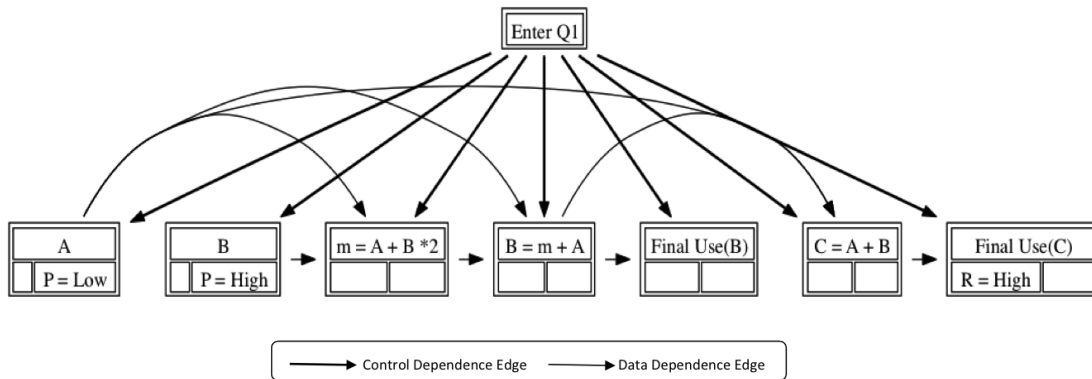 Enter Q1
A
P = Low
B
P = High
m = A + B *2
B = m + A
Final Use(B)
C = A + B
Final Use(C)
R = High
Control Dependence Edge
Data Dependence Edge